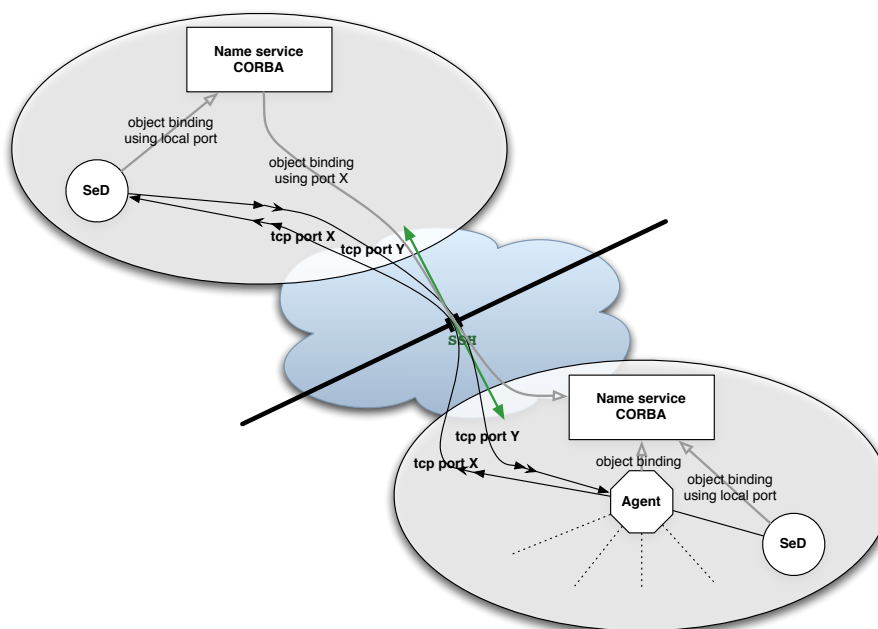 Name service
CORBA
object binding
using local port
object binding
using port X
SeD
tcp port X
tcp port Y
SSH
Name service
CORBA
tcp port Y
tcp port X
object binding
object binding
using local port
Agent
SeD